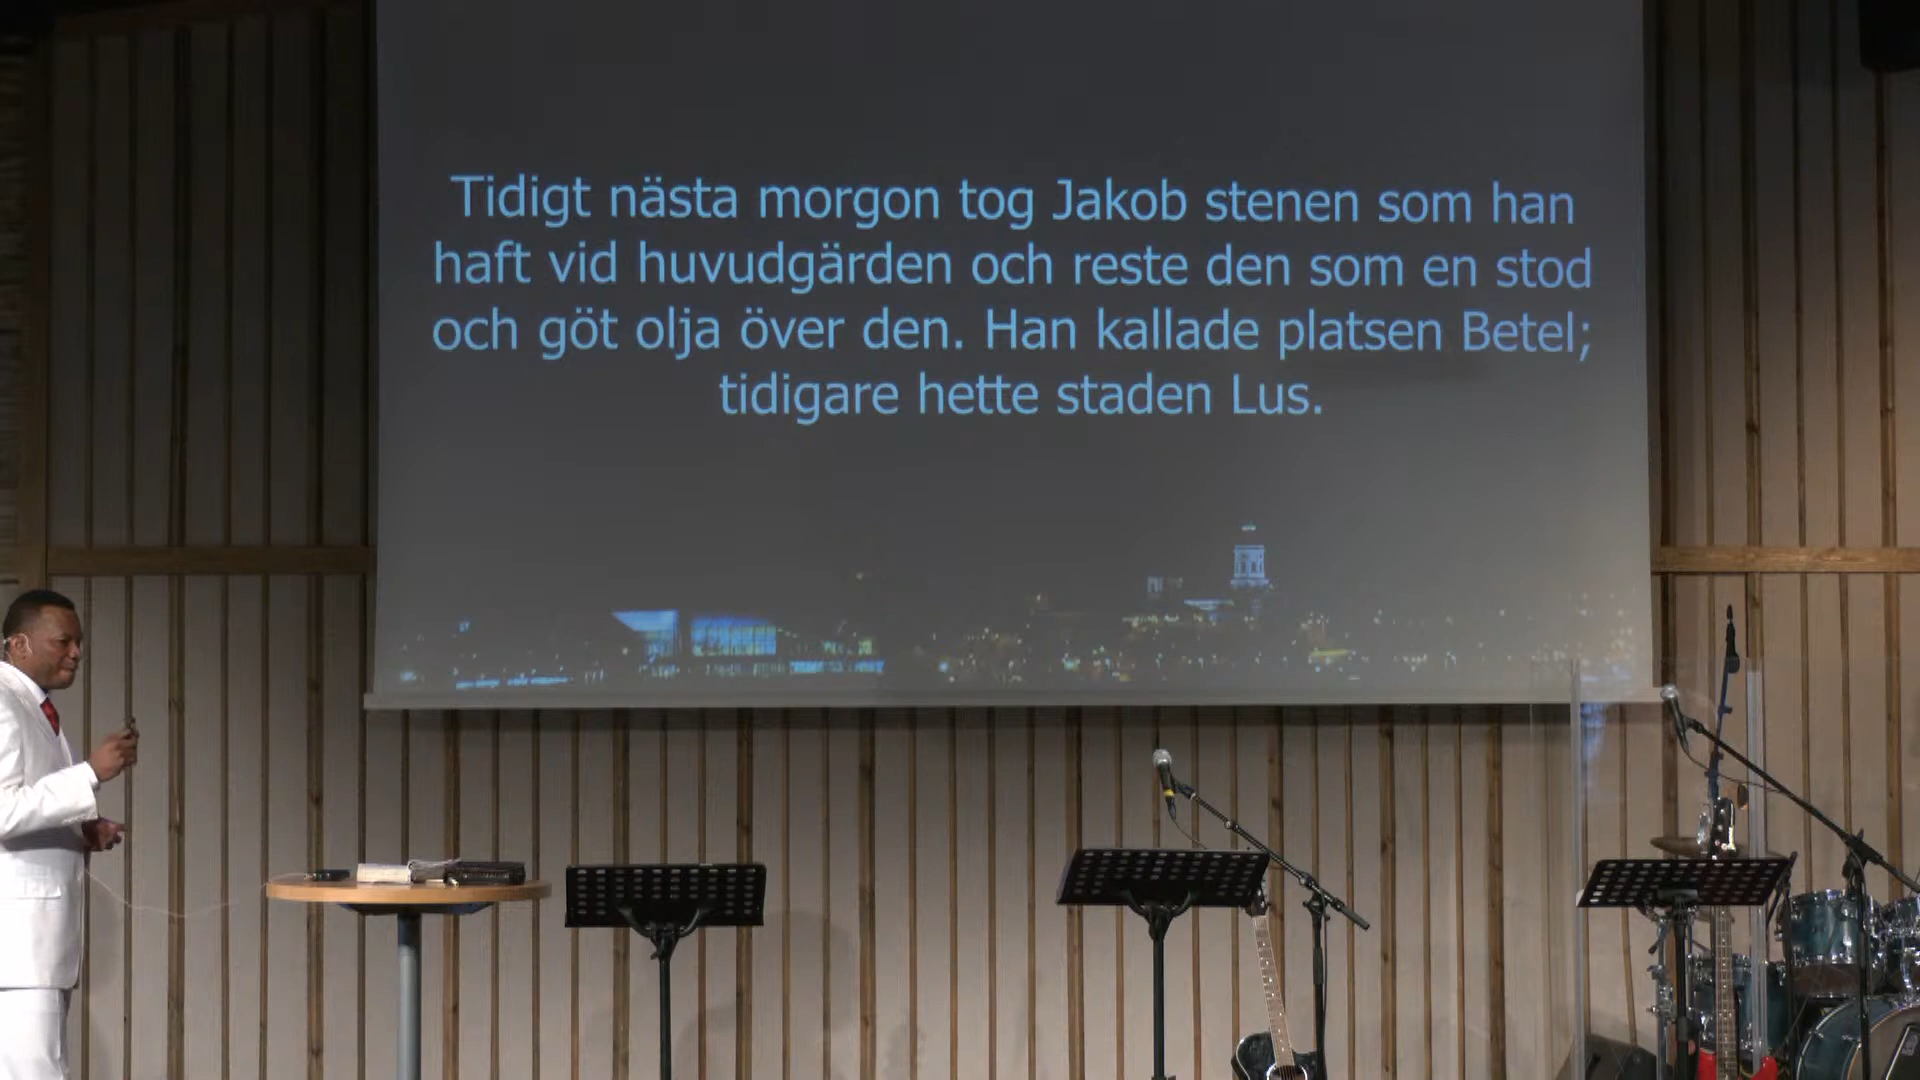 Tidigt nästa morgon tog Jakob stenen som han
haft vid huvudgärden och reste den som en stod
och göt olja över den. Han kallade platsen Betel;
tidigare hette staden Lus.